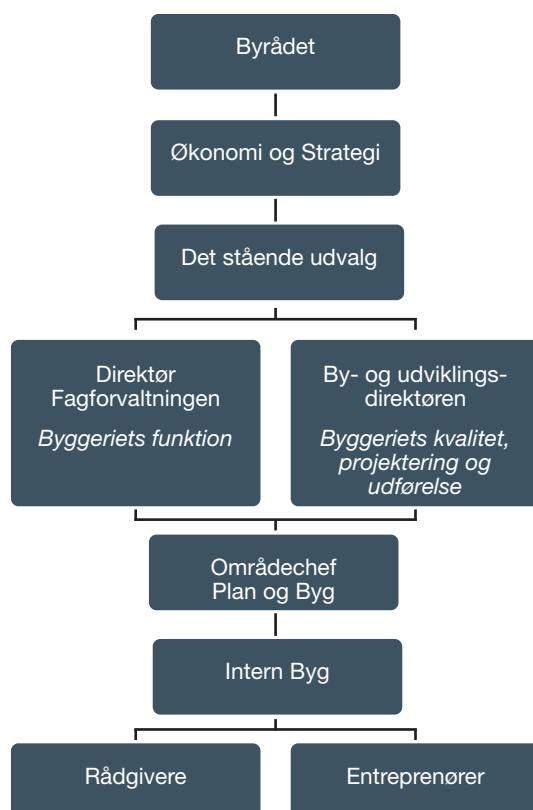 Byrådet
Økonomi og Strategi
Det stående udvalg
Direktør
Fagforvaltningen
Byggeriets funktion
By- og udviklings-
direktøren
Byggeriets kvalitet,
projektering og
udførelse
Områdechef
Plan og Byg
Intern Byg
Rådgivere
Entreprenører